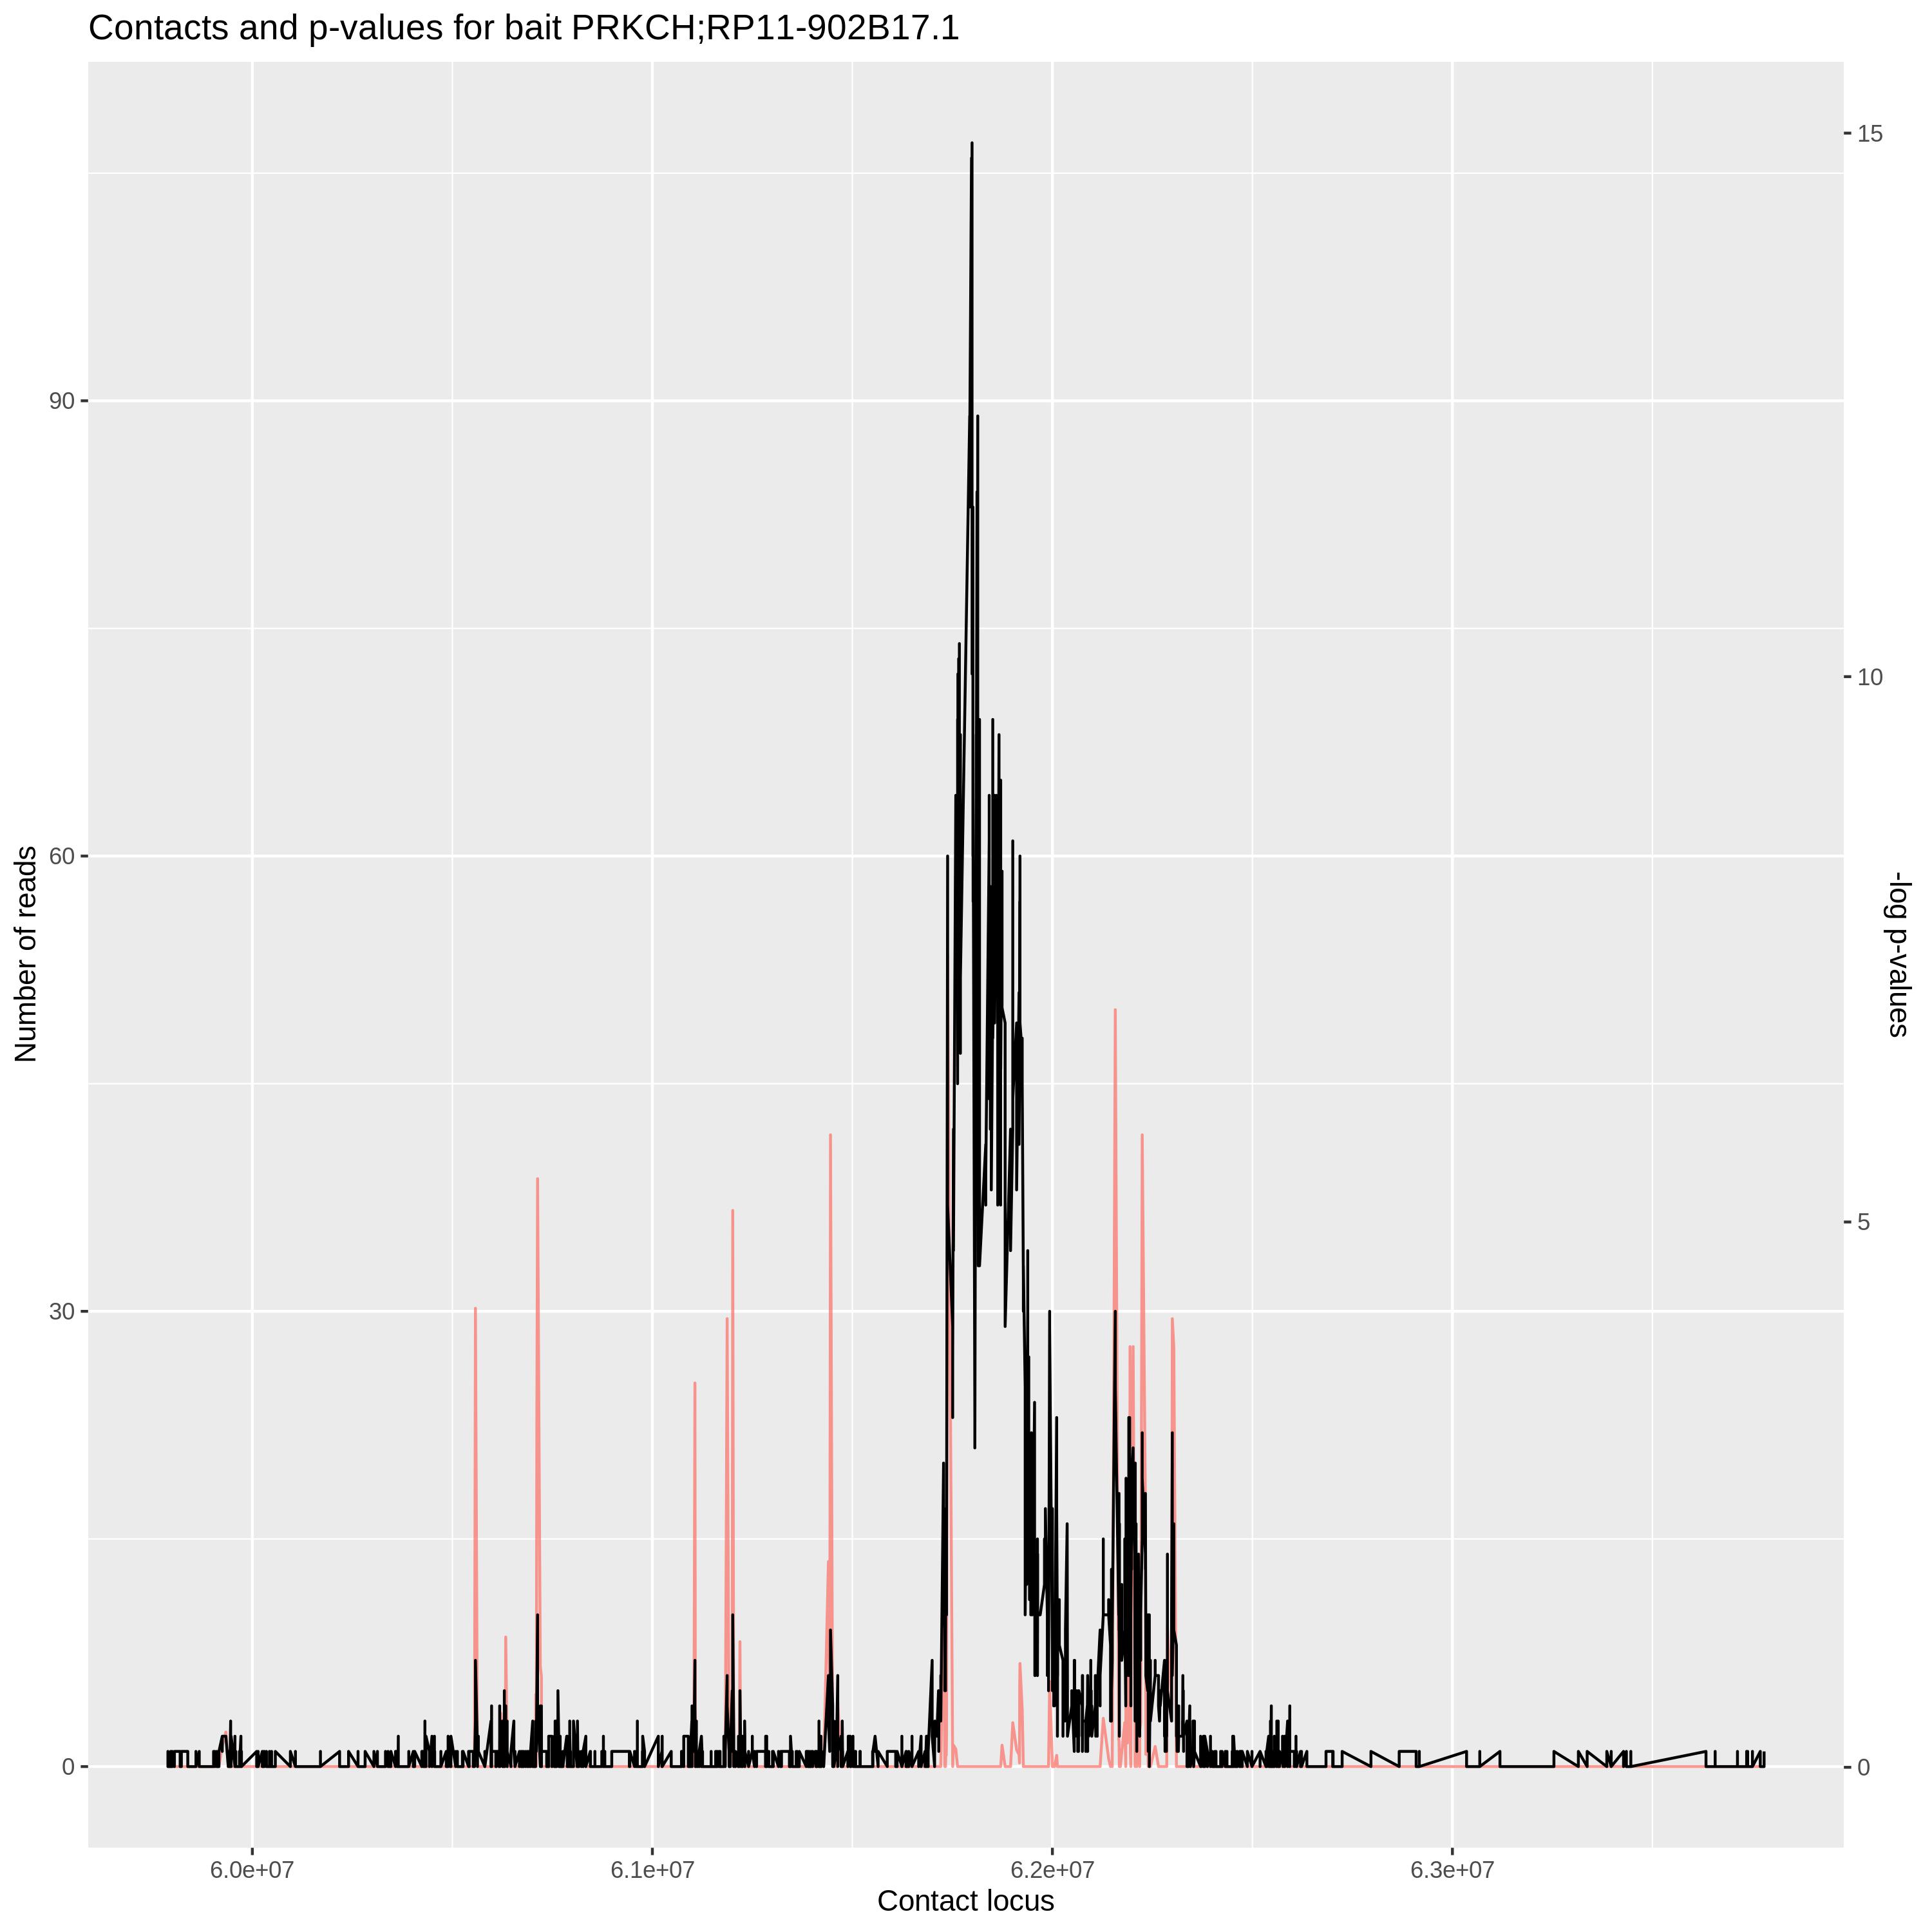 Contacts and p-values for bait PRKCH;RP11-902B17.1
15
90
10
60
Number of reads
-log p-values
5
30
0
0
6.0e+07
6.1e+07
6.2e+07
6.3e+07
Contact locus